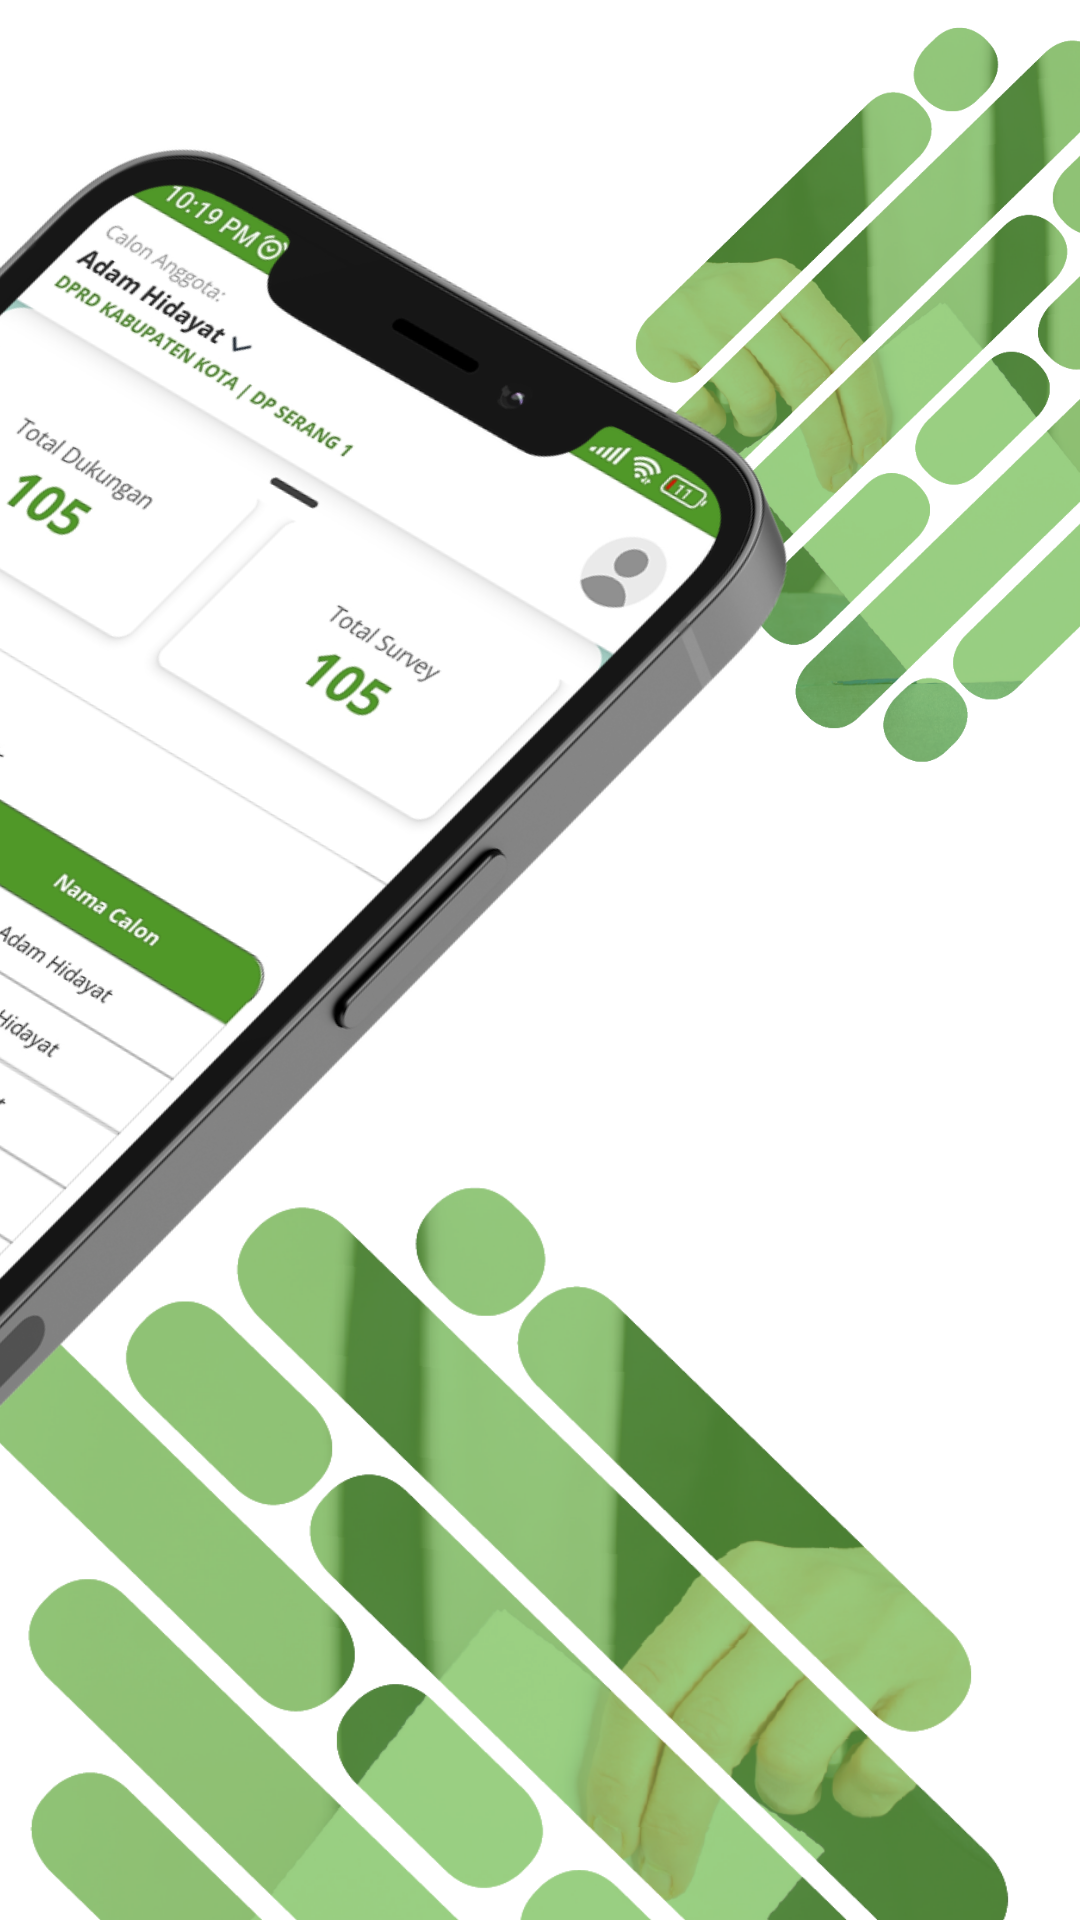 10:19 PM
11
Calon Anggota:
Adam Hidayat
DPRD KABUPATEN KOTA | DP SERANG 1
Total Dukungan
105
Total Survey
105
Nama Calon
Adam Hidayat
Hidayat